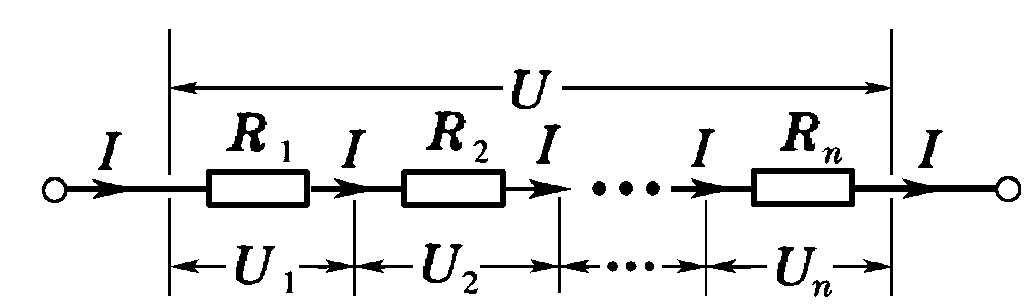 U
I R₁ I R₂ I ••• I Rₙ I
U₁ U₂ ••• Uₙ